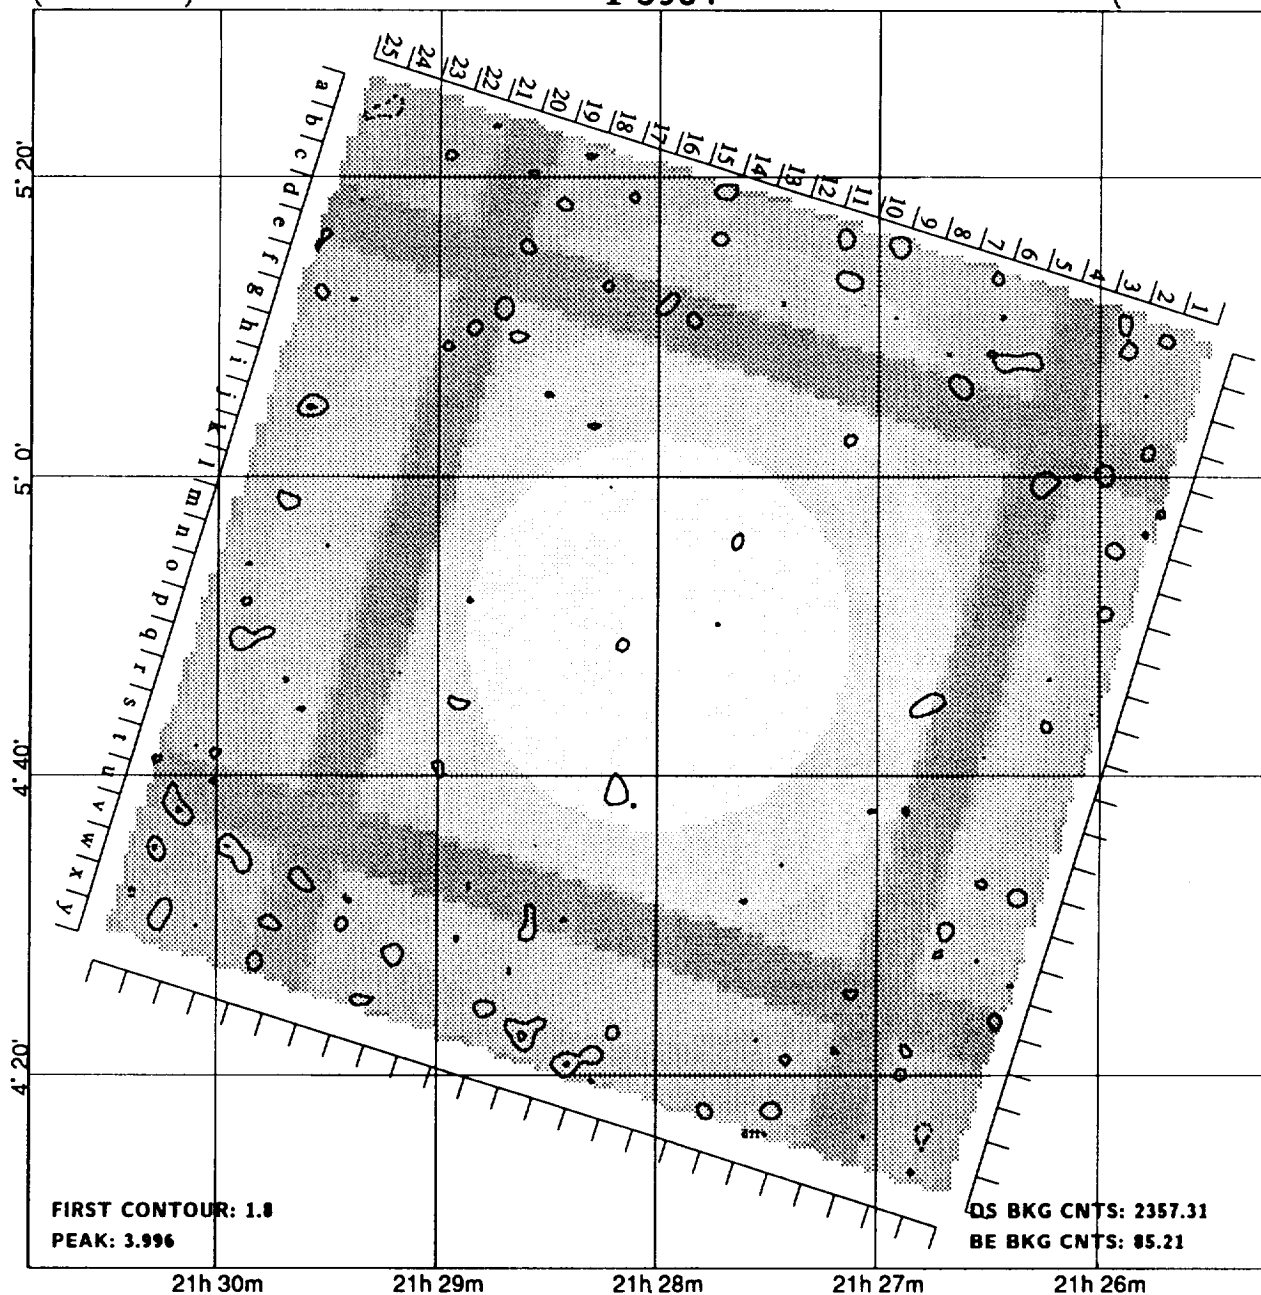 25 24 23 22 21 20 19 18 17 16 15 14 13 12 11 10 9 8 7 6 5 4 3 2 1
a b c d e f g h i j k l m n o p q r s t u v w x y
5° 20'
5° 0'
4° 40'
4° 20'
FIRST CONTOUR: 1.8
PEAK: 3.996
DS BKG CNTS: 2357.31
BE BKG CNTS: 85.21
21h 30m 21h 29m 21h 28m 21h 27m 21h 26m